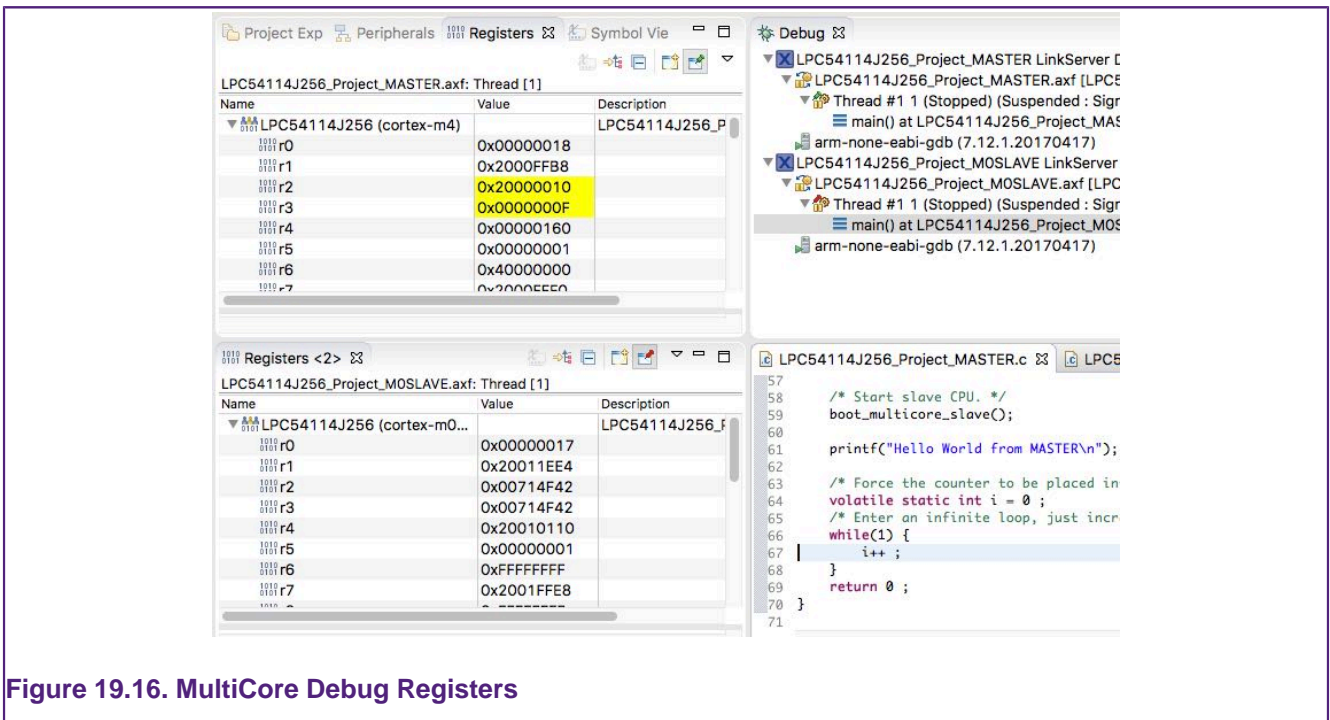 Project Exp Peripherals Registers Symbol Vie
LPC54114J256_Project_MASTER.axf: Thread [1]
Name Value Description
LPC54114J256 (cortex-m4) LPC54114J256_P
r0 0x00000018
r1 0x2000FFB8
r2 0x20000010
r3 0x0000000F
r4 0x00000160
r5 0x00000001
r6 0x40000000
r7 0x2000FFF0
Debug
LPC54114J256_Project_MASTER LinkServer D
LPC54114J256_Project_MASTER.axf [LPC5
Thread #1 1 (Stopped) (Suspended : Sigr
main() at LPC54114J256_Project_MAS
arm-none-eabi-gdb (7.12.1.20170417)
LPC54114J256_Project_M0SLAVE LinkServer
LPC54114J256_Project_M0SLAVE.axf [LPC
Thread #1 1 (Stopped) (Suspended : Sigr
main() at LPC54114J256_Project_M0S
arm-none-eabi-gdb (7.12.1.20170417)
Registers <2>
LPC54114J256_Project_M0SLAVE.axf: Thread [1]
Name Value Description
LPC54114J256 (cortex-m0... LPC54114J256_F
r0 0x00000017
r1 0x20011EE4
r2 0x00714F42
r3 0x00714F42
r4 0x20010110
r5 0x00000001
r6 0xFFFFFFFF
r7 0x2001FFE8
LPC54114J256_Project_MASTER.c LPC5
57
58 /* Start slave CPU. */
59 boot_multicore_slave();
60
61 printf("Hello World from MASTER\n");
62
63 /* Force the counter to be placed in
64 volatile static int i = 0 ;
65 /* Enter an infinite loop, just incr
66 while(1) {
67 i++ ;
68 }
69 return 0 ;
70 }
71
Figure 19.16. MultiCore Debug Registers